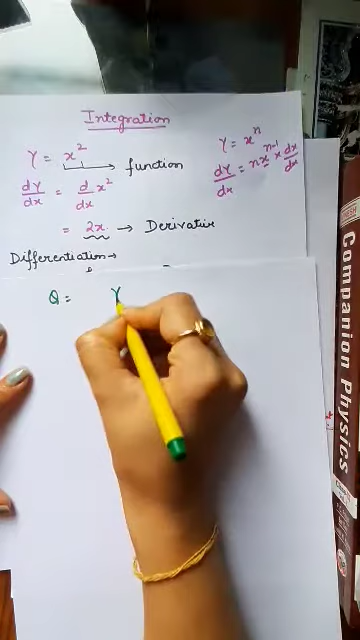 Integration
Y = x²
function
dY/dx = d/dx x²
= 2x → Derivative
Y = xⁿ
dY/dx = nxⁿ⁻¹ × dx/dx
Differentiation →
Q = Y
Companion Physics